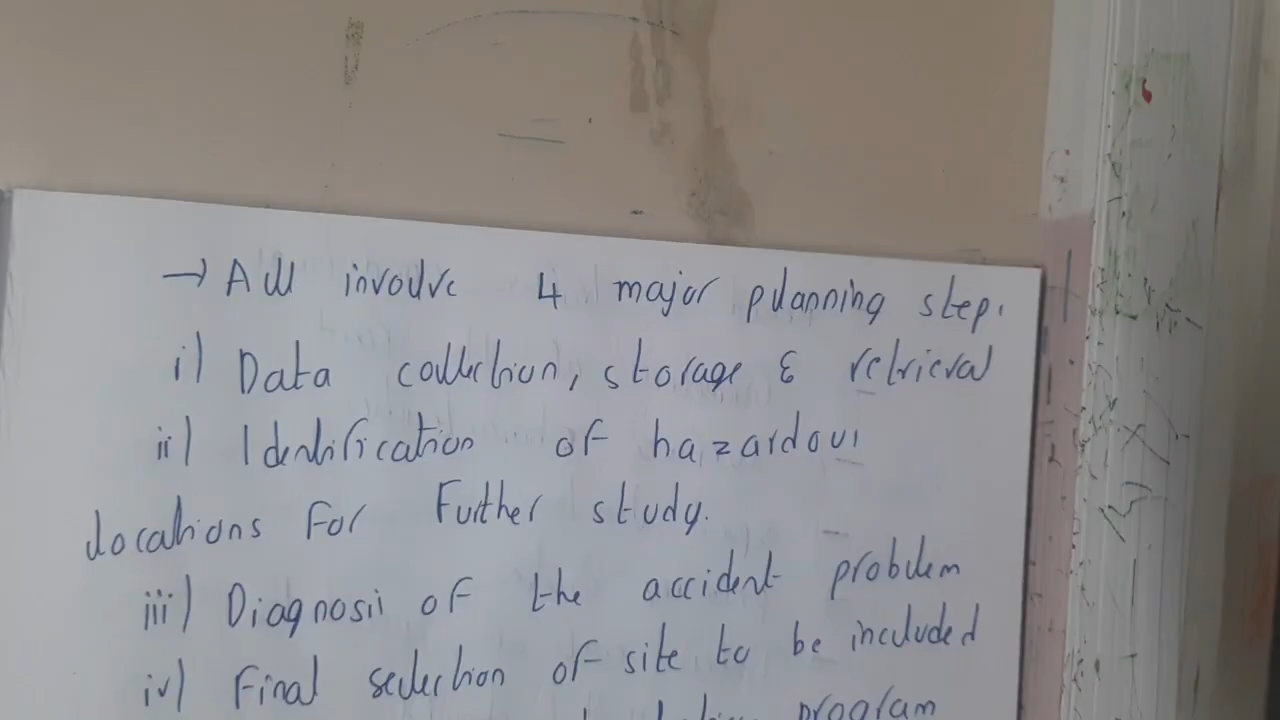 → All involve 4 major planning step.
i) Data collection, storage & retrieval
ii) Identification of hazardous
locations For Further study.
iii) Diagnosis of the accident problem
iv) Final selection of site to be included
program